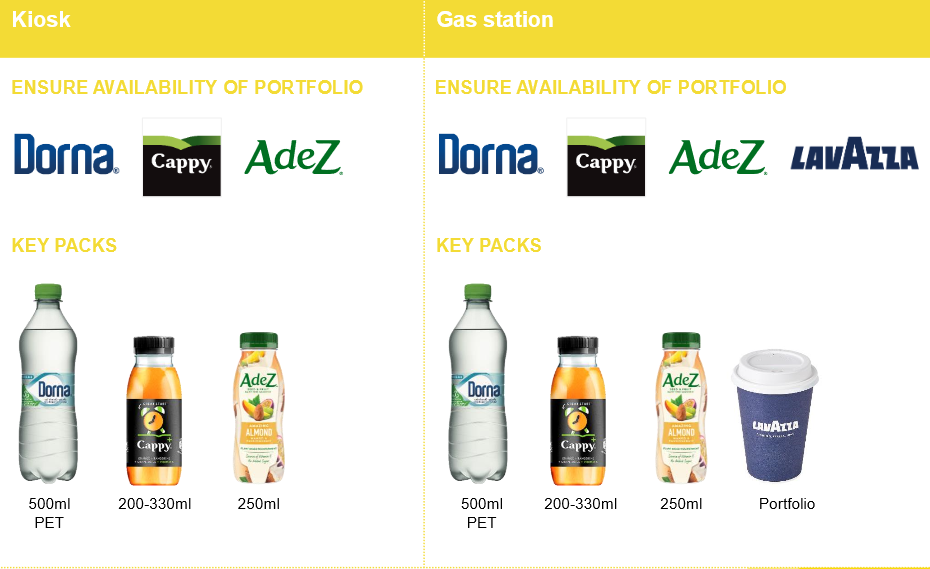 Kiosk
ENSURE AVAILABILITY OF PORTFOLIO
Dorna®
Cappy
AdeZ
KEY PACKS
Dorna
Cappy
AdeZ
ALMOND
500ml
PET
200-330ml
250ml
Gas station
ENSURE AVAILABILITY OF PORTFOLIO
Dorna®
Cappy
AdeZ
LAVAZZA
KEY PACKS
Dorna
Cappy
AdeZ
ALMOND
LAVAZZA
500ml
PET
200-330ml
250ml
Portfolio